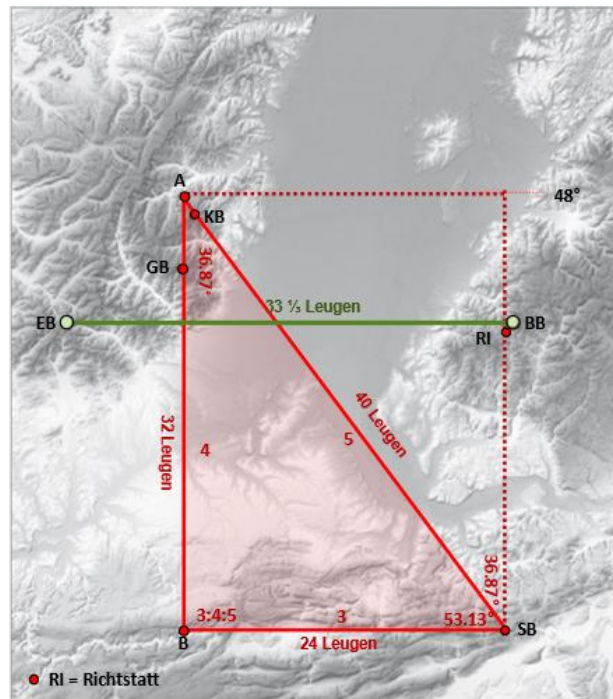 A
48°
KB
36.87°
GB
33 ⅓ Leugen
EB
BB
RI
32 Leugen
40 Leugen
4
5
36.87°
3:4:5
3
53.13°
B
SB
24 Leugen
RI = Richtstatt